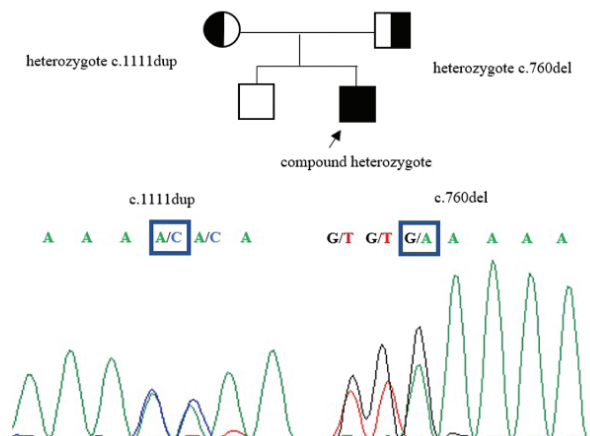 heterozygote c.1111dup
heterozygote c.760del
compound heterozygote
c.1111dup
c.760del
A A A A/C A/C A
G/T G/T G/A A A A A